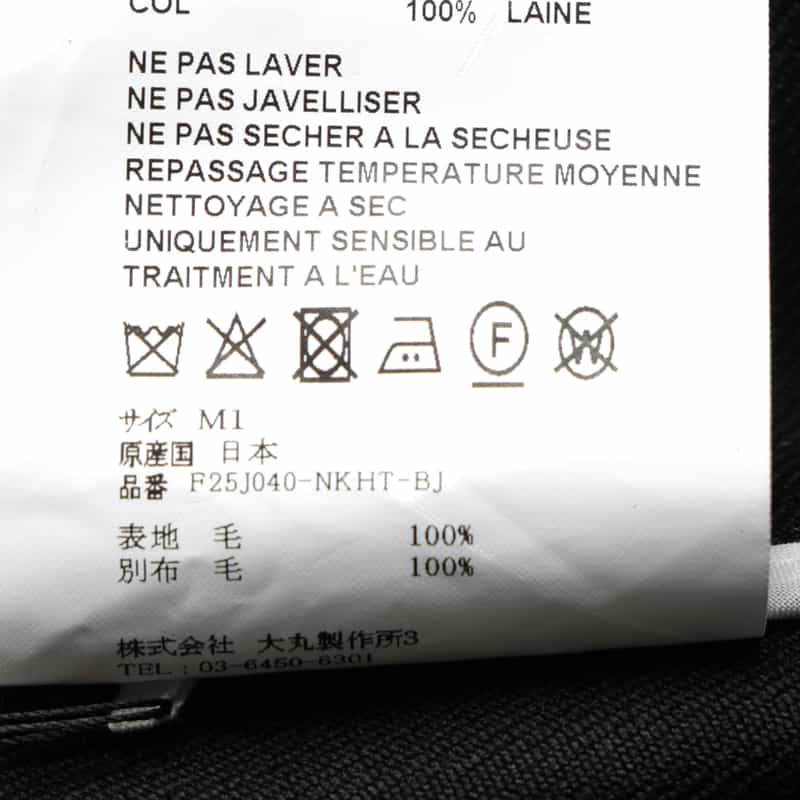 COL 100% LAINE
NE PAS LAVER
NE PAS JAVELLISER
NE PAS SECHER A LA SECHEUSE
REPASSAGE TEMPERATURE MOYENNE
NETTOYAGE A SEC
UNIQUEMENT SENSIBLE AU
TRAITMENT A L'EAU
F W
サイズ M1
原産国 日本
品番 F25J040-NKHT-BJ
表地 毛 100%
別布 毛 100%
株式会社 大丸製作所3
TEL : 03-6450-6301